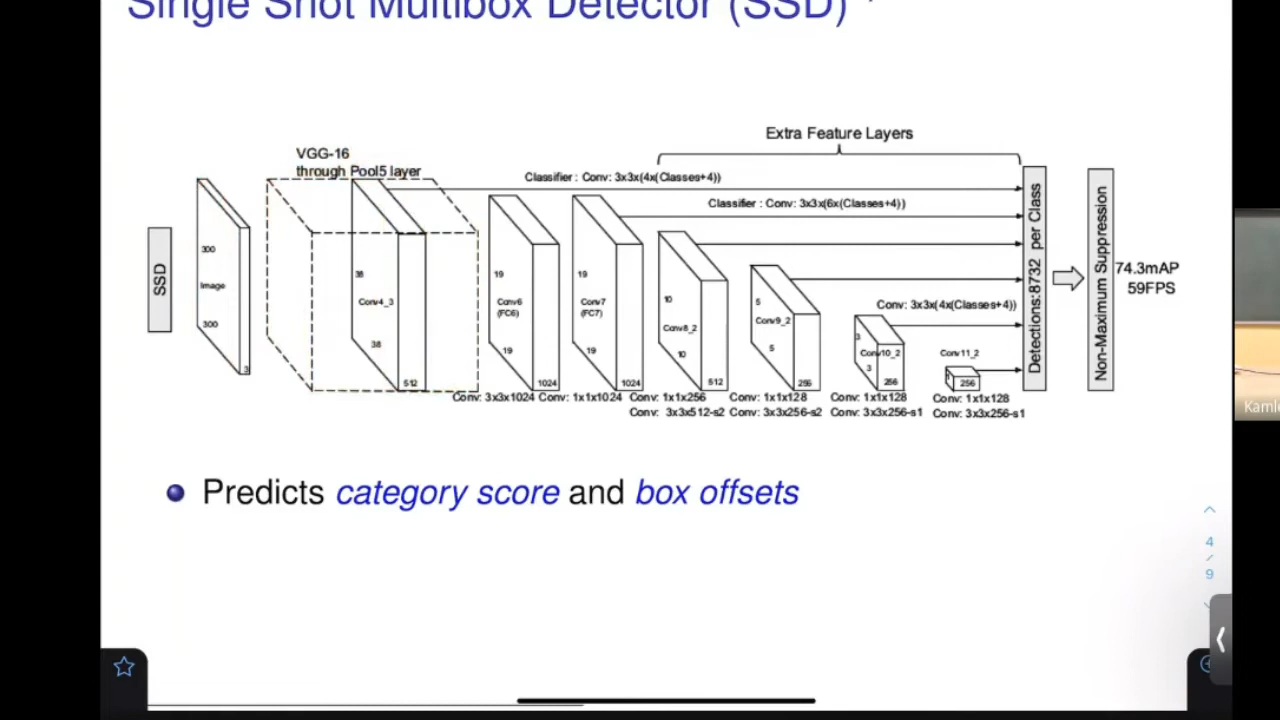 Single Shot Multibox Detector (SSD)
Extra Feature Layers
VGG-16
through Pool5 layer
Classifier : Conv: 3x3x(4x(Classes+4))
Classifier : Conv: 3x3x(6x(Classes+4))
SSD
300
Image
300
3
38
Conv4_3
38
512
19
Conv6
(FC6)
19
1024
19
Conv7
(FC7)
19
1024
10
Conv8_2
10
512
5
Conv9_2
5
256
Conv: 3x3x(4x(Classes+4))
3
Conv10_2
3
256
Conv11_2
256
Detections:8732 per Class
Non-Maximum Suppression
74.3mAP
59FPS
Conv: 3x3x1024 Conv: 1x1x1024 Conv: 1x1x256 Conv: 1x1x128 Conv: 1x1x128 Conv: 1x1x128
Conv: 3x3x512-s2 Conv: 3x3x256-s2 Conv: 3x3x256-s1 Conv: 3x3x256-s1
Predicts category score and box offsets
4
/
9